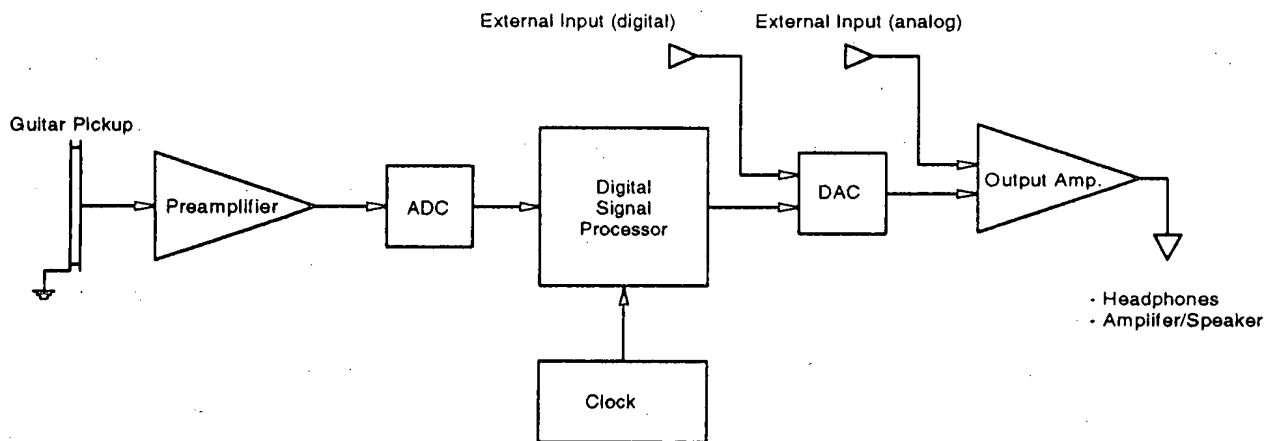 External Input (digital)
External Input (analog)
Guitar Pickup
Preamplifier
ADC
Digital
Signal
Processor
DAC
Output Amp.
- Headphones
- Amplifer/Speaker
Clock